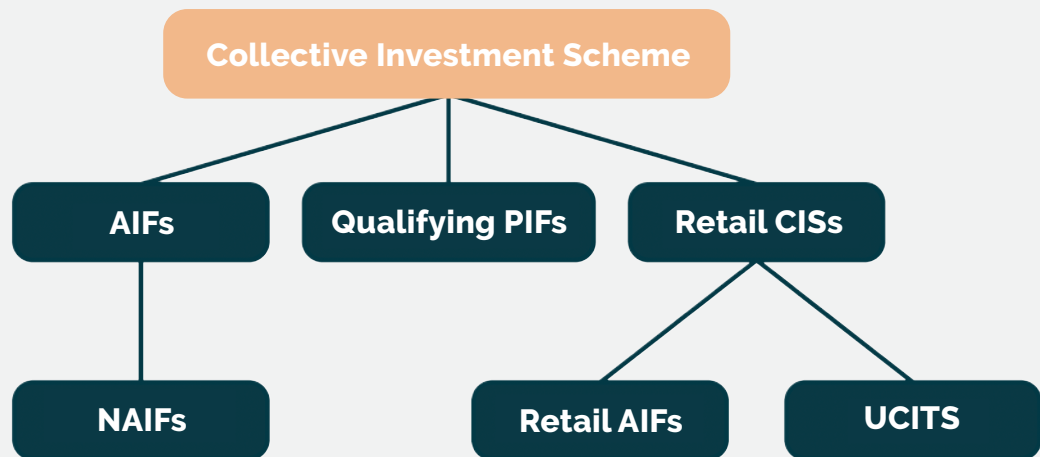 Collective Investment Scheme
AIFs
Qualifying PIFs
Retail CISs
NAIFs
Retail AIFs
UCITS